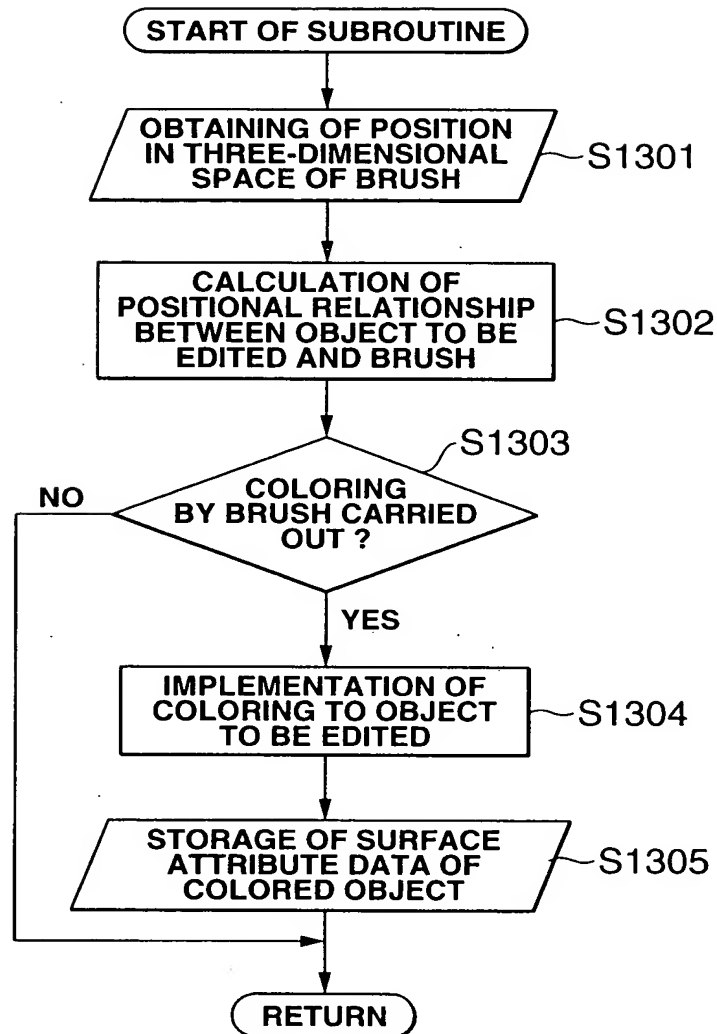 START OF SUBROUTINE
OBTAINING OF POSITION
IN THREE-DIMENSIONAL
SPACE OF BRUSH
S1301
CALCULATION OF
POSITIONAL RELATIONSHIP
BETWEEN OBJECT TO BE
EDITED AND BRUSH
S1302
S1303
NO
COLORING
BY BRUSH CARRIED
OUT ?
YES
IMPLEMENTATION OF
COLORING TO OBJECT
TO BE EDITED
S1304
STORAGE OF SURFACE
ATTRIBUTE DATA OF
COLORED OBJECT
S1305
RETURN